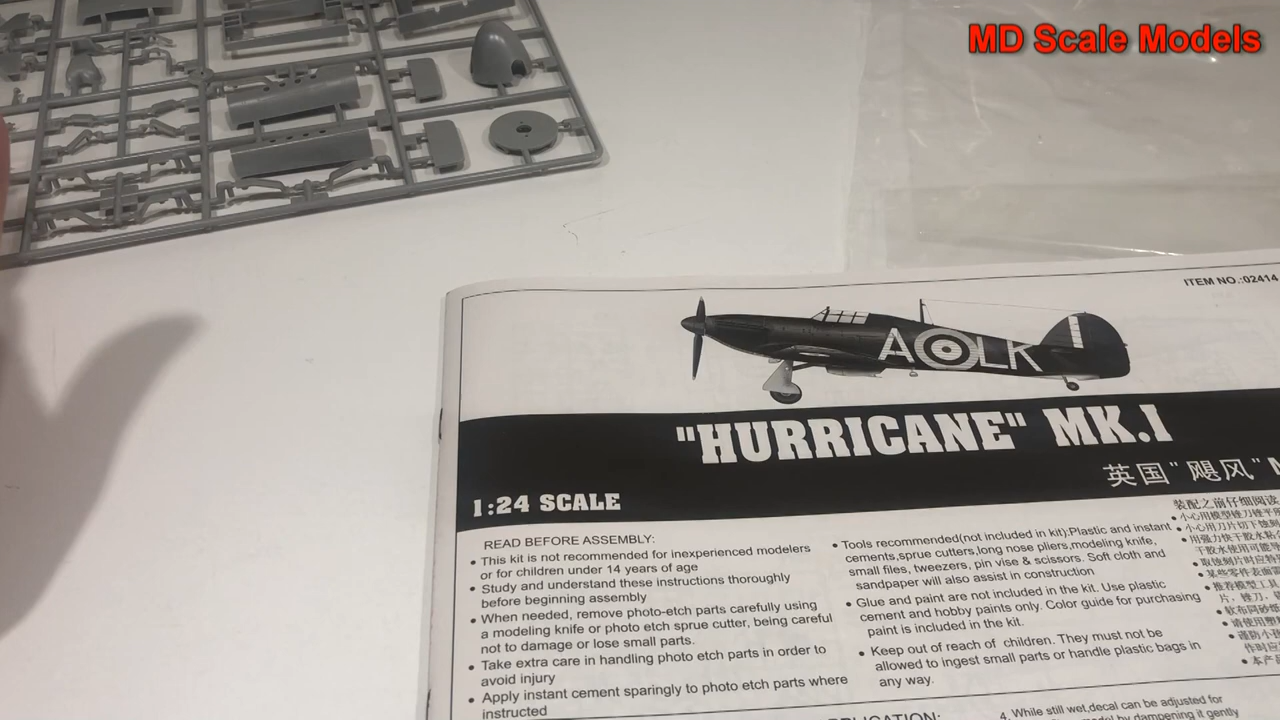 MD Scale Models
ITEM NO.:02414
A LK
"HURRICANE" MK.I
英国"飓风"M
1:24 SCALE
READ BEFORE ASSEMBLY:
• This kit is not recommended for inexperienced modelers
or for children under 14 years of age
• Study and understand these instructions thoroughly
before beginning assembly
• When needed, remove photo-etch parts carefully using
a modeling knife or photo etch sprue cutter, being careful
not to damage or lose small parts.
• Take extra care in handling photo etch parts in order to
avoid injury
• Apply instant cement sparingly to photo etch parts where
instructed
• Tools recommended(not included in kit):Plastic and instant
cements,sprue cutters,long nose pliers,modeling knife,
small files, tweezers, pin vise & scissors. Soft cloth and
sandpaper will also assist in construction
• Glue and paint are not included in the kit. Use plastic
cement and hobby paints only. Color guide for purchasing
paint is included in the kit.
• Keep out of reach of children. They must not be
allowed to ingest small parts or handle plastic bags in
any way.
装配之前仔细阅读
4. While still wet,decal can be adjusted for
model by dampening it gently